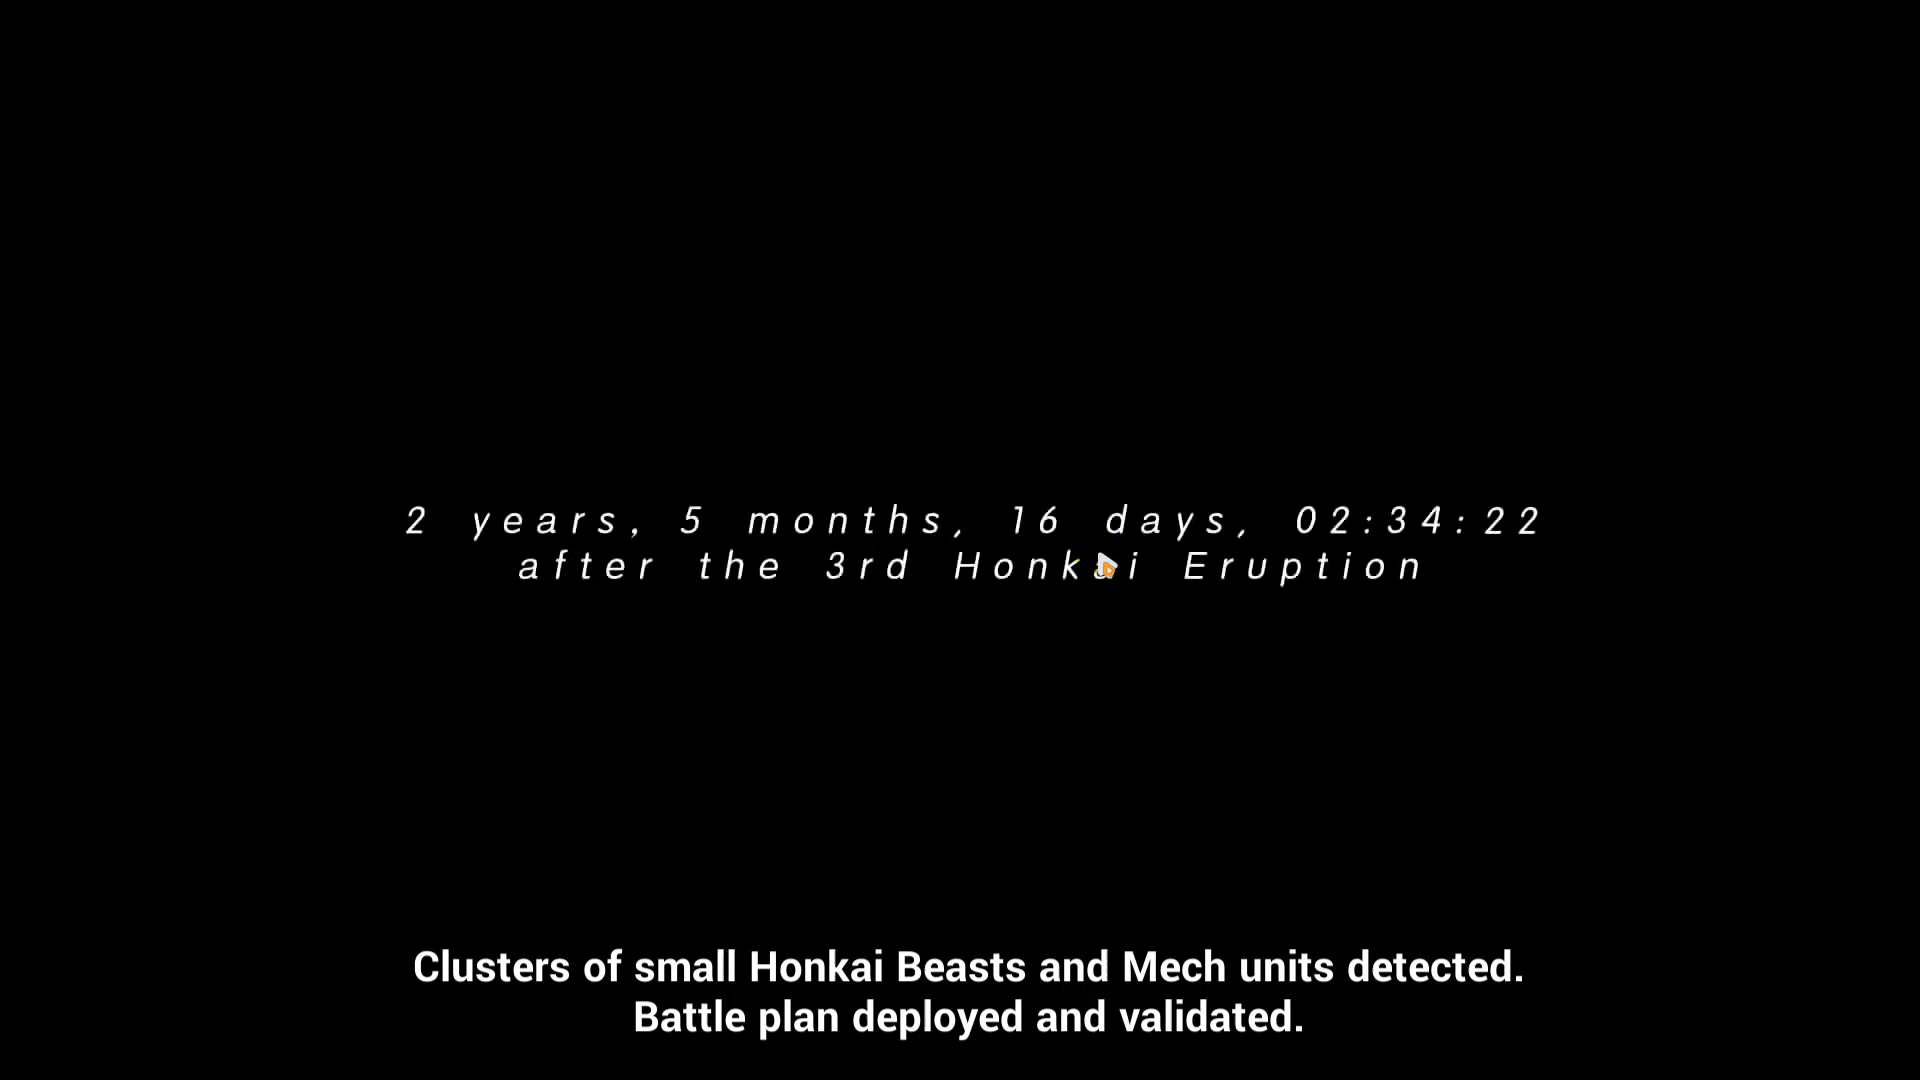 2 years, 5 months, 16 days, 02:34:22
after the 3rd Honkai Eruption
Clusters of small Honkai Beasts and Mech units detected.
Battle plan deployed and validated.